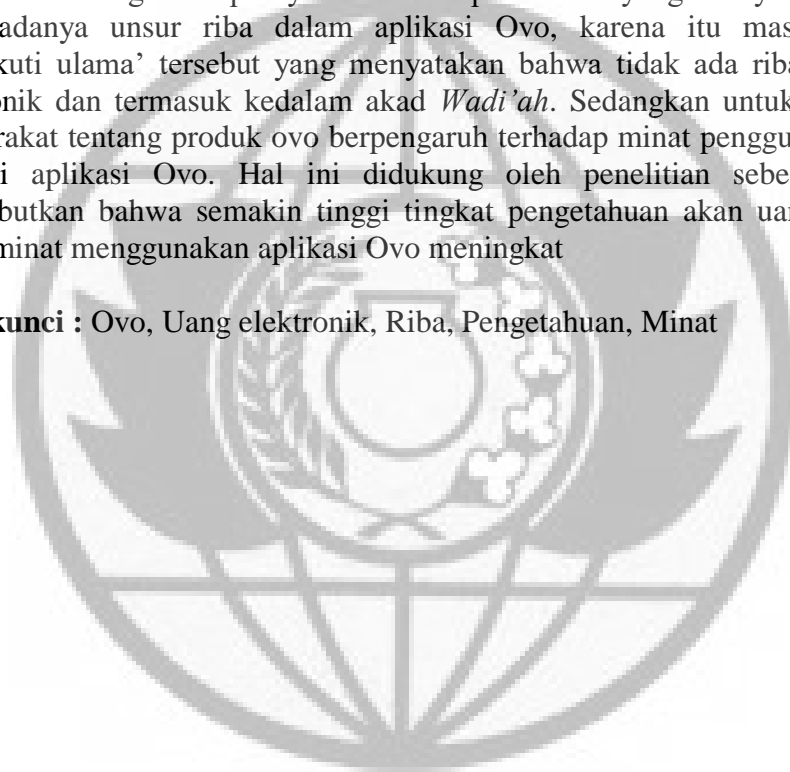 adanya unsur riba dalam aplikasi Ovo, karena itu mas
kuti ulama’ tersebut yang menyatakan bahwa tidak ada riba
onik dan termasuk kedalam akad Wadi’ah. Sedangkan untuk
rakat tentang produk ovo berpengaruh terhadap minat penggu
i aplikasi Ovo. Hal ini didukung oleh penelitian sebe
butkan bahwa semakin tinggi tingkat pengetahuan akan uan
minat menggunakan aplikasi Ovo meningkat
kunci : Ovo, Uang elektronik, Riba, Pengetahuan, Minat